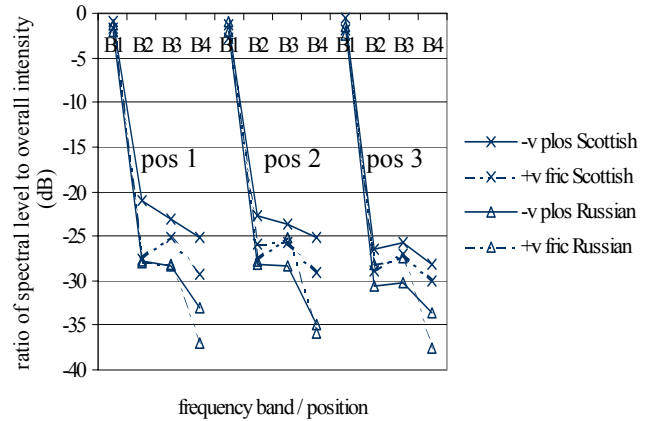 0
B1 B2 B3 B4 B1 B2 B3 B4 B1 B2 B3 B4
-5
-10
-15
pos 1 pos 2 pos 3
-20
-25
-30
-35
-40
ratio of spectral level to overall intensity
(dB)
frequency band / position
-v plos Scottish
+v fric Scottish
-v plos Russian
+v fric Russian